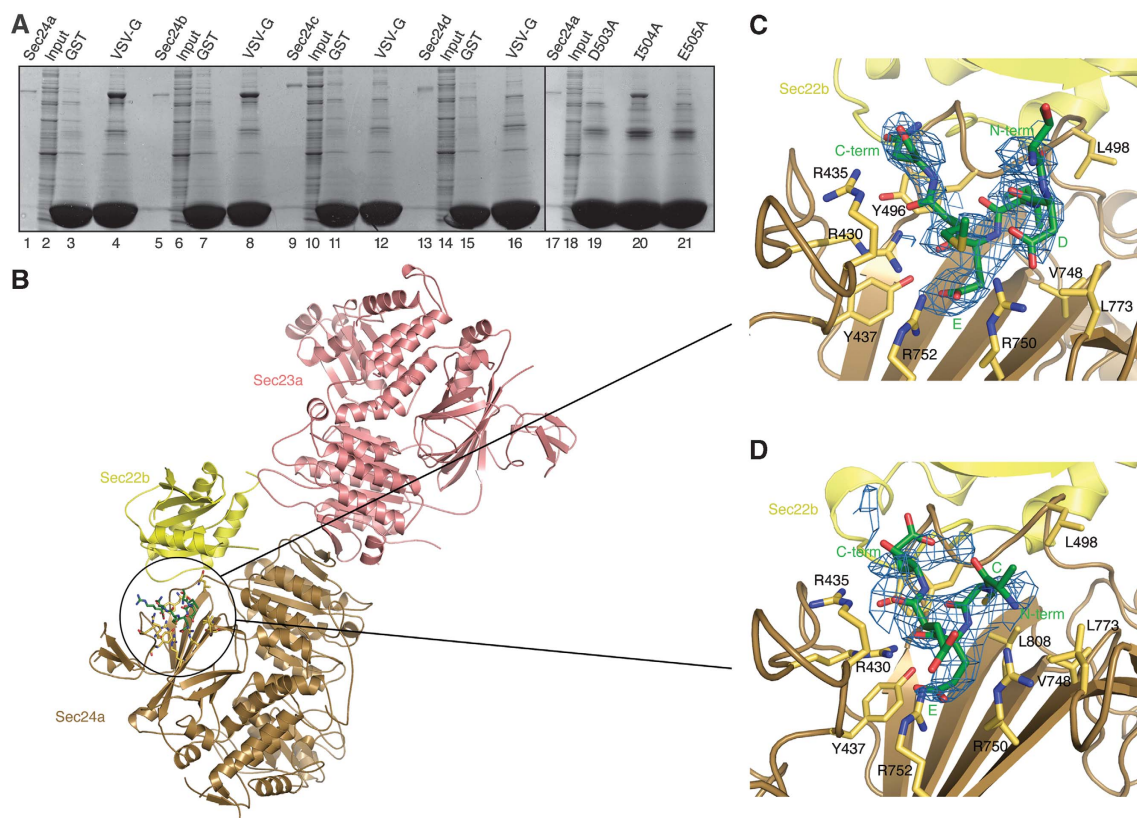 A
Sec24a Input GST VSV-G Sec24b Input GST VSV-G Sec24c Input GST VSV-G Sec24d Input GST VSV-G Sec24a Input D503A I504A E505A
1 2 3 4 5 6 7 8 9 10 11 12 13 14 15 16 17 18 19 20 21
B
Sec23a
Sec22b
Sec24a
C
Sec22b
N-term
C-term
L498
R435
Y496
R430
D
V748
L773
E
Y437
R752
R750
D
Sec22b
L498
C-term
C
R435
N-term
L773
L808
R430
V748
E
Y437
R750
R752